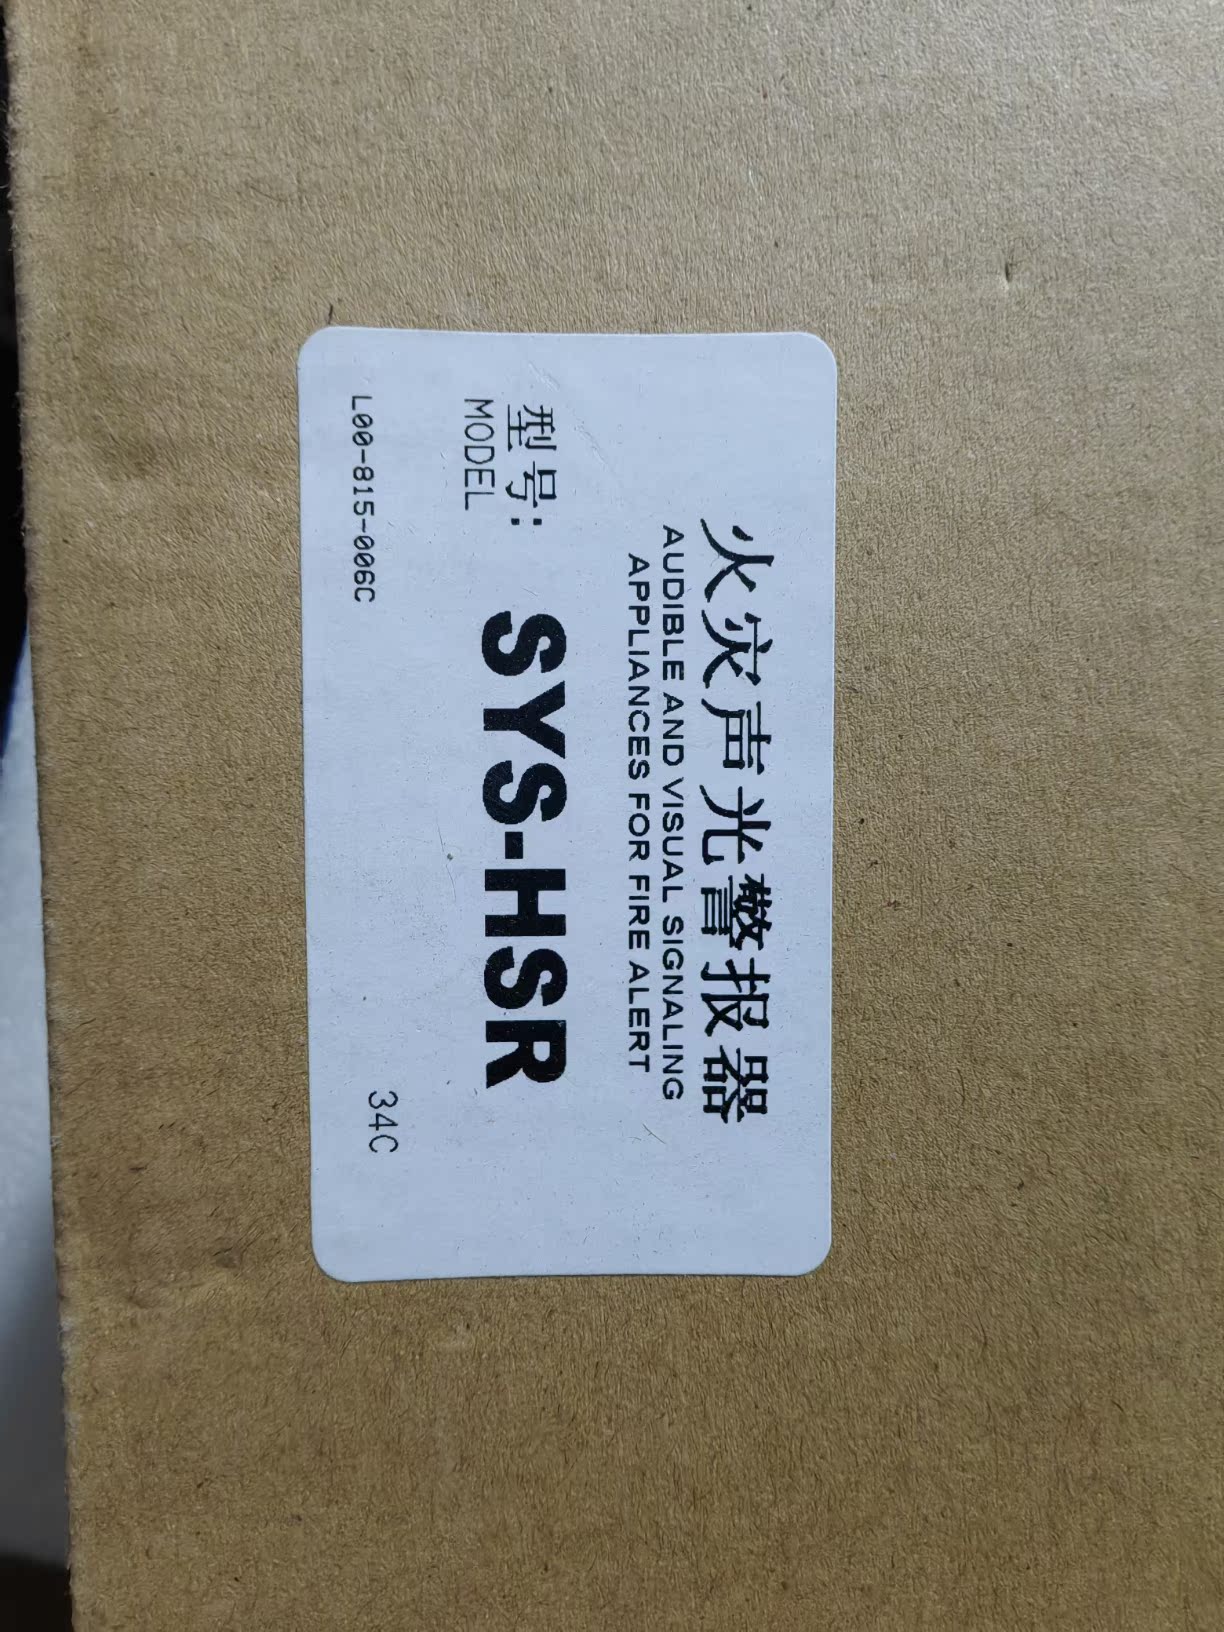 火灾声光警报器
AUDIBLE AND VISUAL SIGNALING
APPLIANCES FOR FIRE ALERT
型号: SYS-HSR
MODEL
34C
L00-815-006C